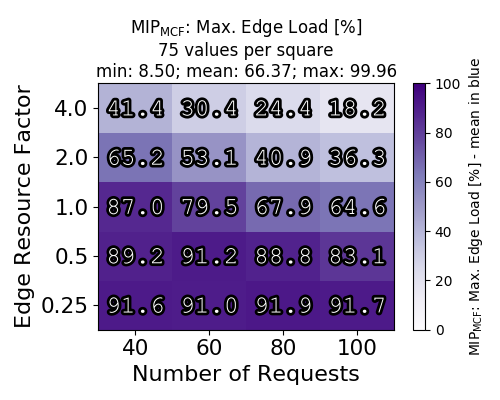 MIP_MCF: Max. Edge Load [%]
75 values per square
min: 8.50; mean: 66.37; max: 99.96
Edge Resource Factor
4.0 41.4 30.4 24.4 18.2
2.0 65.2 53.1 40.9 36.3
1.0 87.0 79.5 67.9 64.6
0.5 89.2 91.2 88.8 83.1
0.25 91.6 91.0 91.9 91.7
40 60 80 100
Number of Requests
100
80
60
40
20
0
MIP_MCF: Max. Edge Load [%] - mean in blue